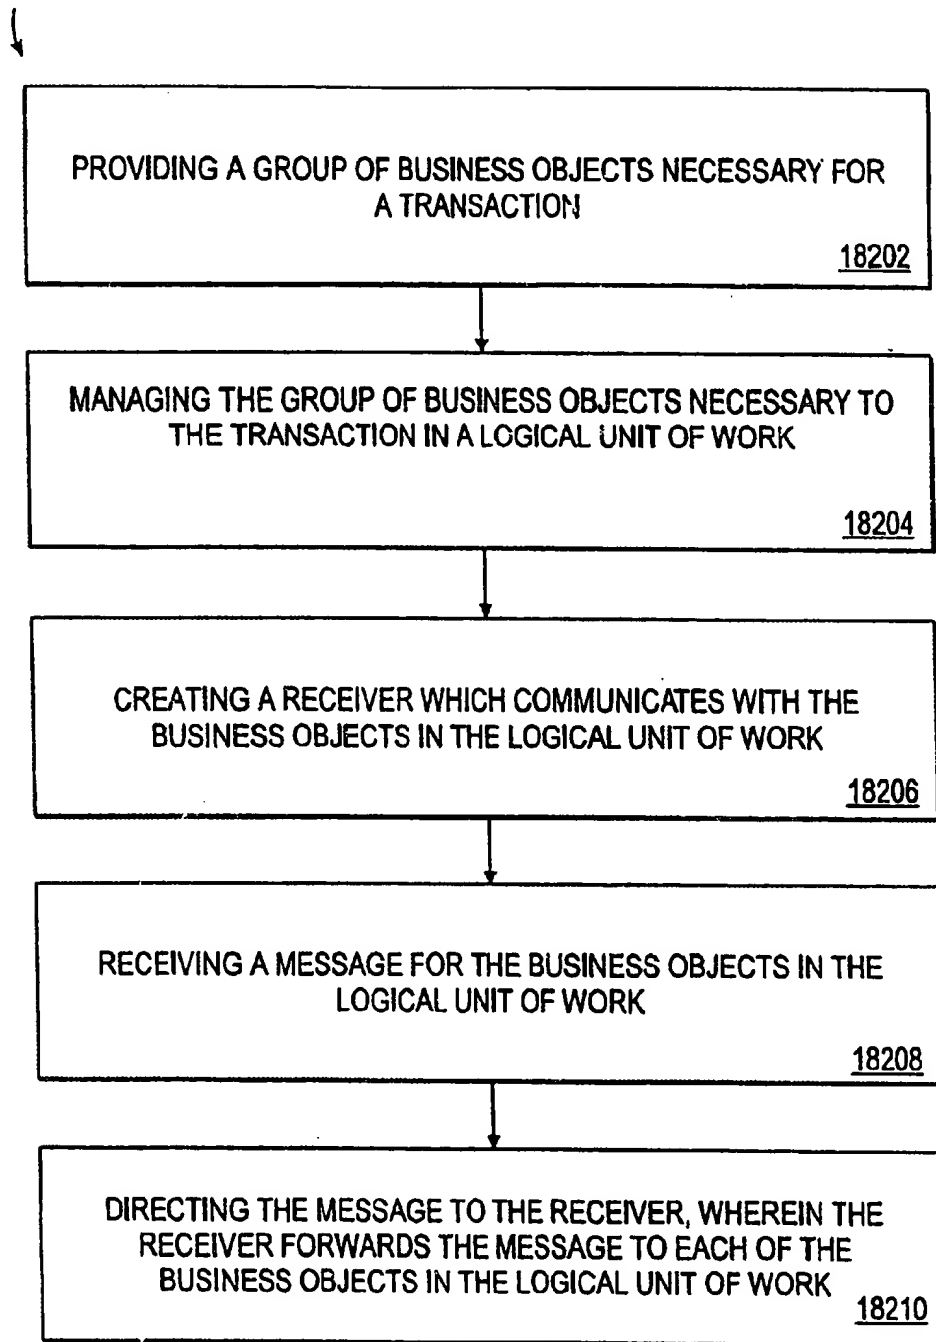 PROVIDING A GROUP OF BUSINESS OBJECTS NECESSARY FOR
A TRANSACTION
18202
MANAGING THE GROUP OF BUSINESS OBJECTS NECESSARY TO
THE TRANSACTION IN A LOGICAL UNIT OF WORK
18204
CREATING A RECEIVER WHICH COMMUNICATES WITH THE
BUSINESS OBJECTS IN THE LOGICAL UNIT OF WORK
18206
RECEIVING A MESSAGE FOR THE BUSINESS OBJECTS IN THE
LOGICAL UNIT OF WORK
18208
DIRECTING THE MESSAGE TO THE RECEIVER, WHEREIN THE
RECEIVER FORWARDS THE MESSAGE TO EACH OF THE
BUSINESS OBJECTS IN THE LOGICAL UNIT OF WORK
18210